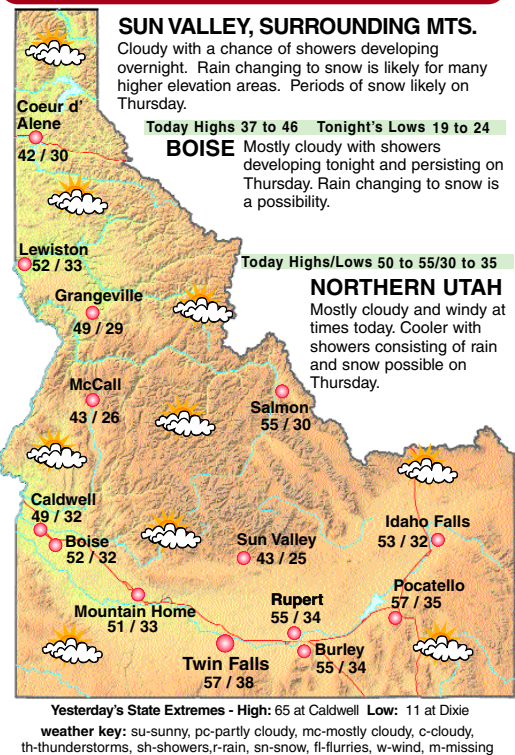 SUN VALLEY, SURROUNDING MTS.
Cloudy with a chance of showers developing
overnight. Rain changing to snow is likely for many
higher elevation areas. Periods of snow likely on
Thursday.
Today Highs 37 to 46 Tonight's Lows 19 to 24
BOISE Mostly cloudy with showers
developing tonight and persisting on
Thursday. Rain changing to snow is
a possibility.
Today Highs/Lows 50 to 55/30 to 35
NORTHERN UTAH
Mostly cloudy and windy at
times today. Cooler with
showers consisting of rain
and snow possible on
Thursday.
Coeur d'
Alene
42 / 30
Lewiston
52 / 33
Grangeville
49 / 29
McCall
43 / 26
Salmon
55 / 30
Caldwell
49 / 32
Boise
52 / 32
Sun Valley
43 / 25
Idaho Falls
53 / 32
Pocatello
57 / 35
Mountain Home
51 / 33
Rupert
55 / 34
Burley
55 / 34
Twin Falls
57 / 38
Yesterday's State Extremes - High: 65 at Caldwell Low: 11 at Dixie
weather key: su-sunny, pc-partly cloudy, mc-mostly cloudy, c-cloudy,
th-thunderstorms, sh-showers,r-rain, sn-snow, fl-flurries, w-wind, m-missing